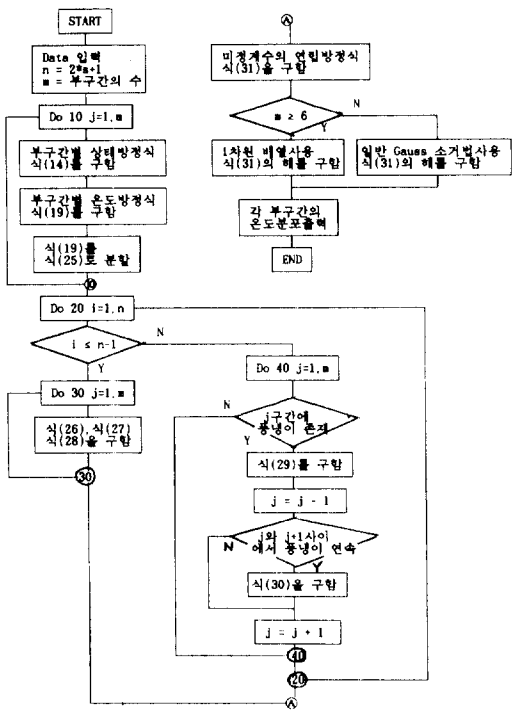 START
Data 입력
n = 2*m+1
m = 부구간의 수
Do 10 j=1,m
부구간별 상태방정식
식(14)를 구함
부구간별 온도방정식
식(19)를 구함
식(19)를
식(25)로 분할
10
Do 20 i=1,n
i ≤ n-1
N
Y
Do 30 j=1,m
식(26),식(27)
식(28)을 구함
30
Do 40 j=1,m
N
j구간에
풍냉이 존재
Y
식(29)를 구함
j = j - 1
j와 j+1사이
에서 풍냉이 연속
N
Y
식(30)을 구함
j = j + 1
40
20
A
A
미정계수의 연립방정식
식(31)을 구함
m ≥ 6
N
Y
1차원 배열사용
식(31)의 해를 구함
일반 Gauss 소거법사용
식(31)의 해를 구함
각 부구간의
온도분포출력
END